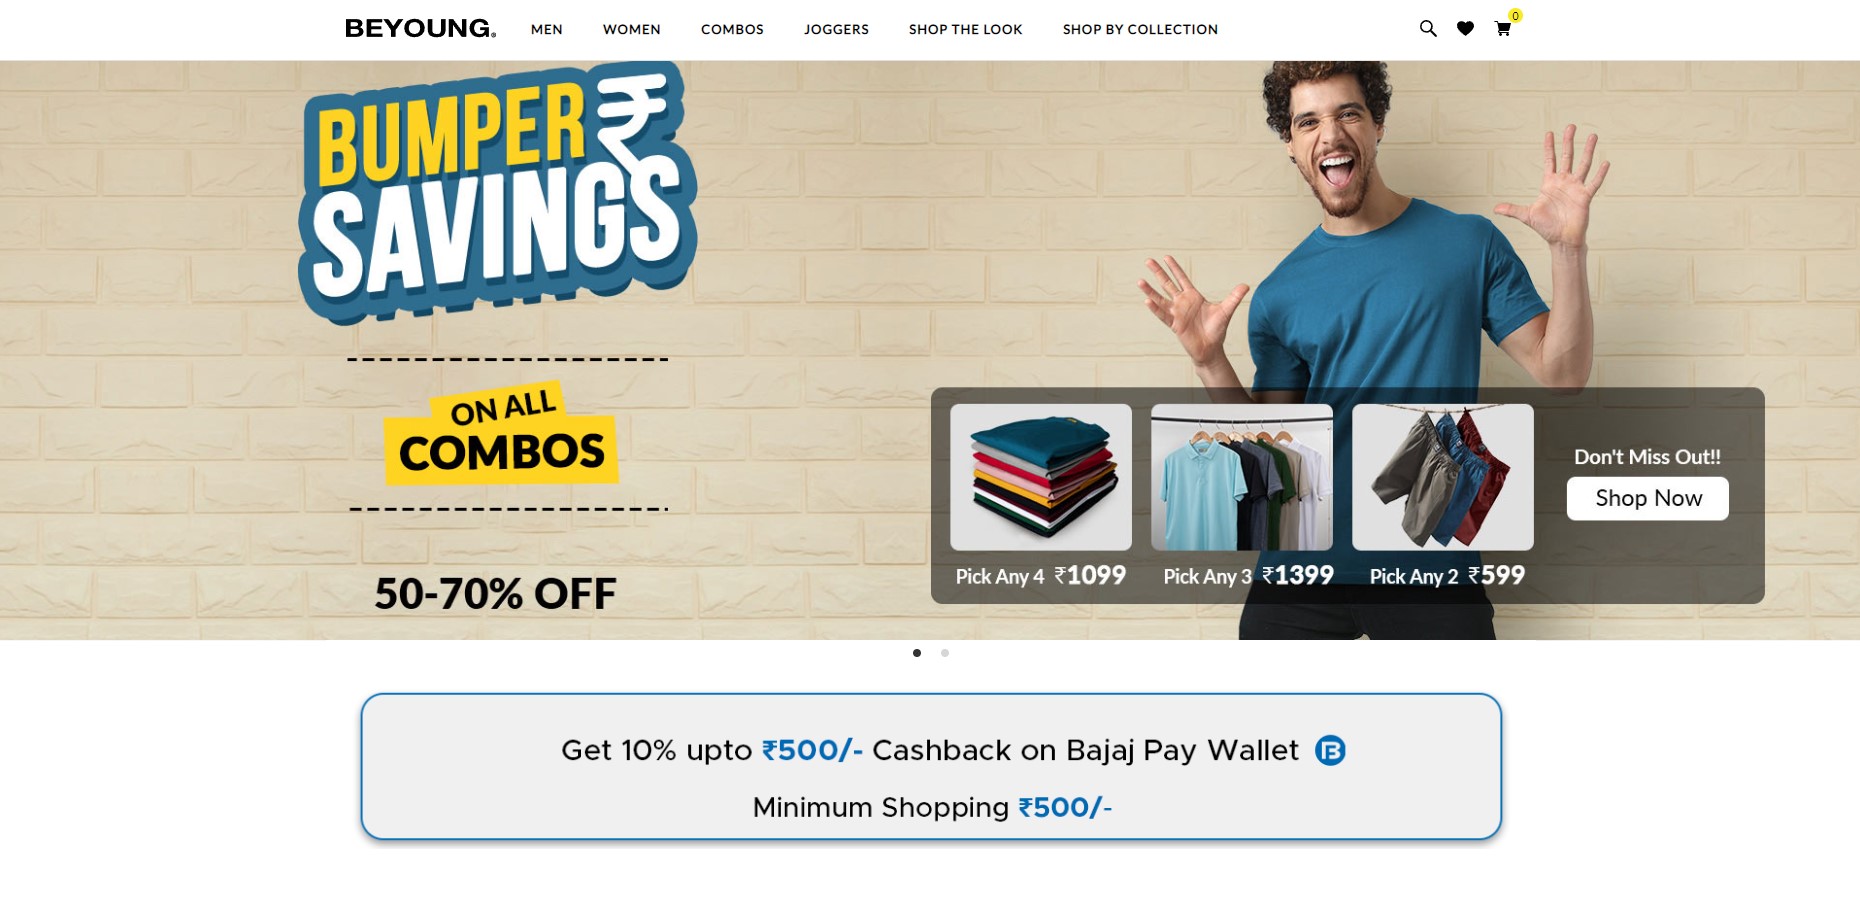 BEYOUNG®
MEN
WOMEN
COMBOS
JOGGERS
SHOP THE LOOK
SHOP BY COLLECTION
0
BUMPER ₹
SAVINGS
ON ALL
COMBOS
50-70% OFF
Pick Any 4 ₹1099
Pick Any 3 ₹1399
Pick Any 2 ₹599
Don't Miss Out!!
Shop Now
Get 10% upto ₹500/- Cashback on Bajaj Pay Wallet B
Minimum Shopping ₹500/-